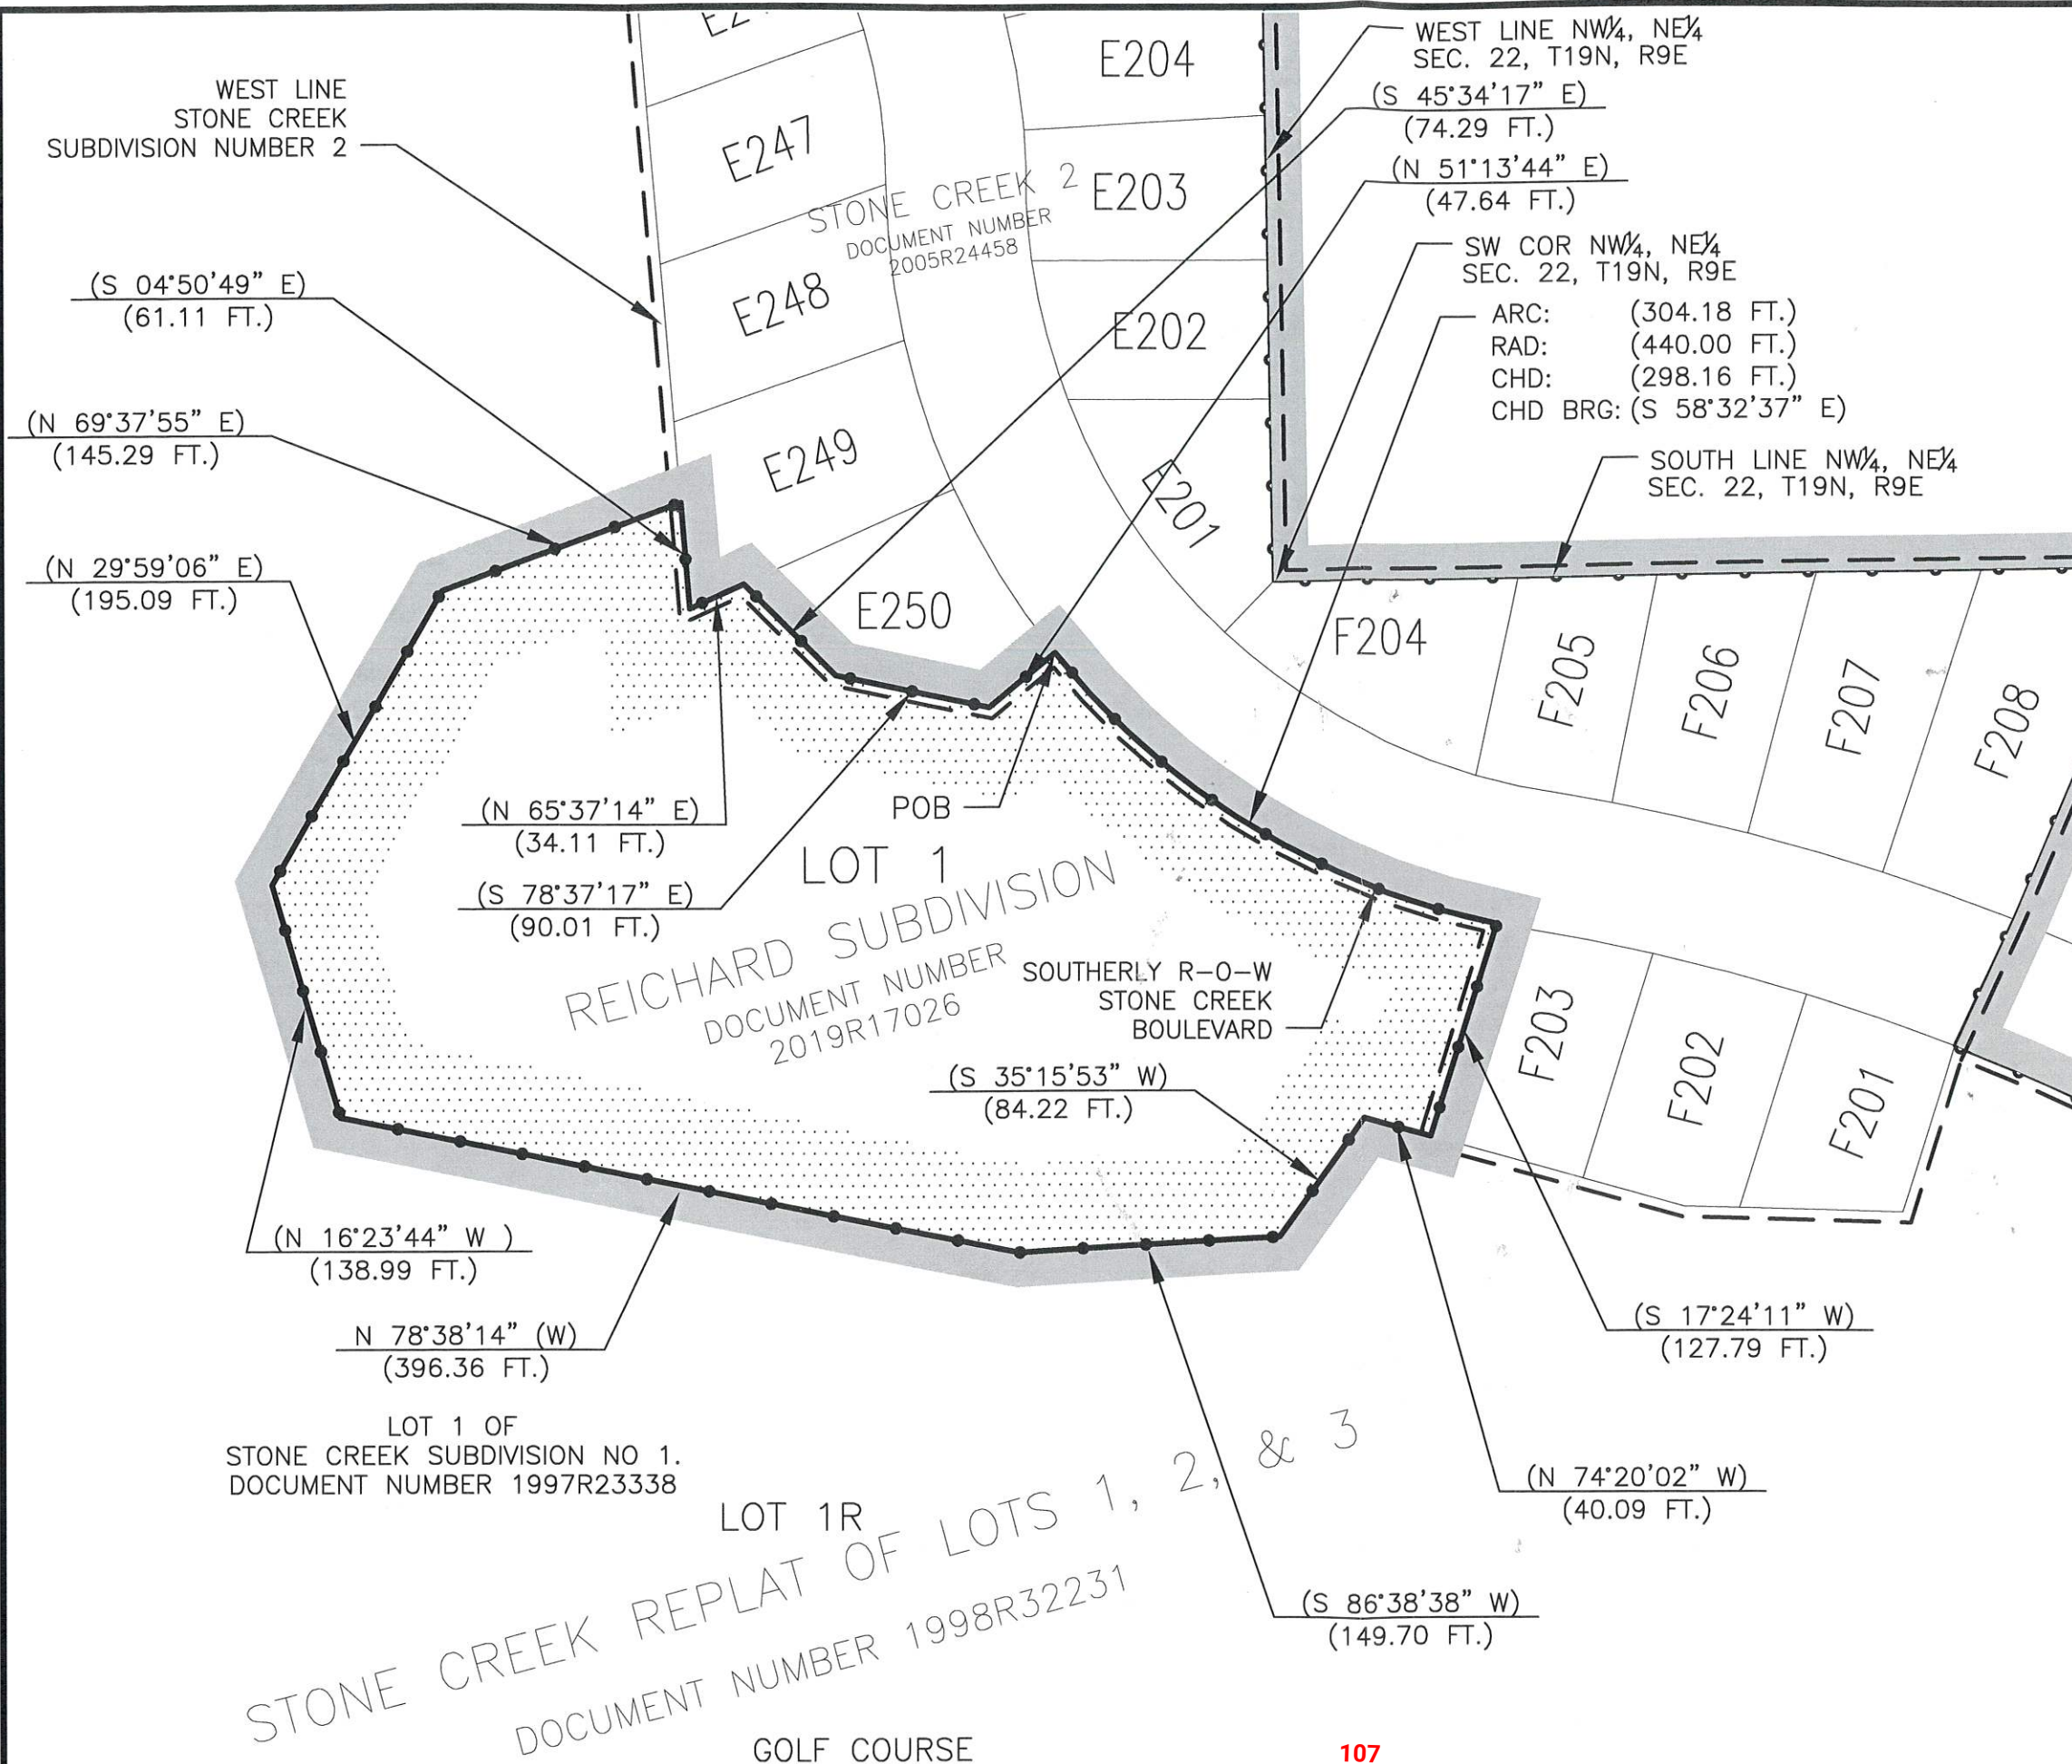 WEST LINE
STONE CREEK
SUBDIVISION NUMBER 2
(S 04°50'49" E)
(61.11 FT.)
(N 69°37'55" E)
(145.29 FT.)
(N 29°59'06" E)
(195.09 FT.)
E247
E248
E249
E250
STONE CREEK 2
DOCUMENT NUMBER
2005R24458
E204
E203
E202
E201
WEST LINE NW¼, NE¼
SEC. 22, T19N, R9E
(S 45°34'17" E)
(74.29 FT.)
(N 51°13'44" E)
(47.64 FT.)
SW COR NW¼, NE¼
SEC. 22, T19N, R9E
ARC: (304.18 FT.)
RAD: (440.00 FT.)
CHD: (298.16 FT.)
CHD BRG: (S 58°32'37" E)
SOUTH LINE NW¼, NE¼
SEC. 22, T19N, R9E
F204
F205
F206
F207
F208
(N 65°37'14" E)
(34.11 FT.)
POB
(S 78°37'17" E)
(90.01 FT.)
LOT 1
REICHARD SUBDIVISION
DOCUMENT NUMBER
2019R17026
SOUTHERLY R-O-W
STONE CREEK
BOULEVARD
(S 35°15'53" W)
(84.22 FT.)
F203
F202
F201
(N 16°23'44" W )
(138.99 FT.)
N 78°38'14" (W)
(396.36 FT.)
(S 17°24'11" W)
(127.79 FT.)
(N 74°20'02" W)
(40.09 FT.)
(S 86°38'38" W)
(149.70 FT.)
LOT 1 OF
STONE CREEK SUBDIVISION NO 1.
DOCUMENT NUMBER 1997R23338
LOT 1R
STONE CREEK REPLAT OF LOTS 1, 2, & 3
DOCUMENT NUMBER 1998R32231
GOLF COURSE
107